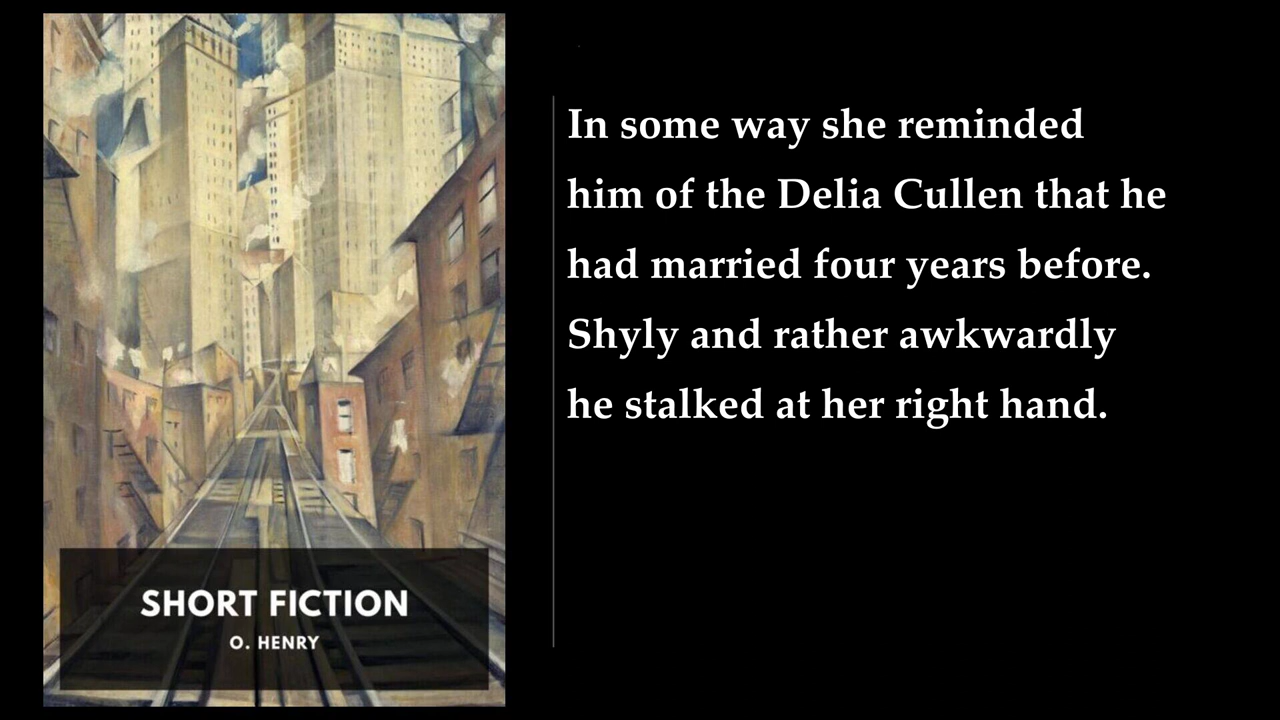 In some way she reminded
him of the Delia Cullen that he
had married four years before.
Shyly and rather awkwardly
he stalked at her right hand.
SHORT FICTION
O. HENRY